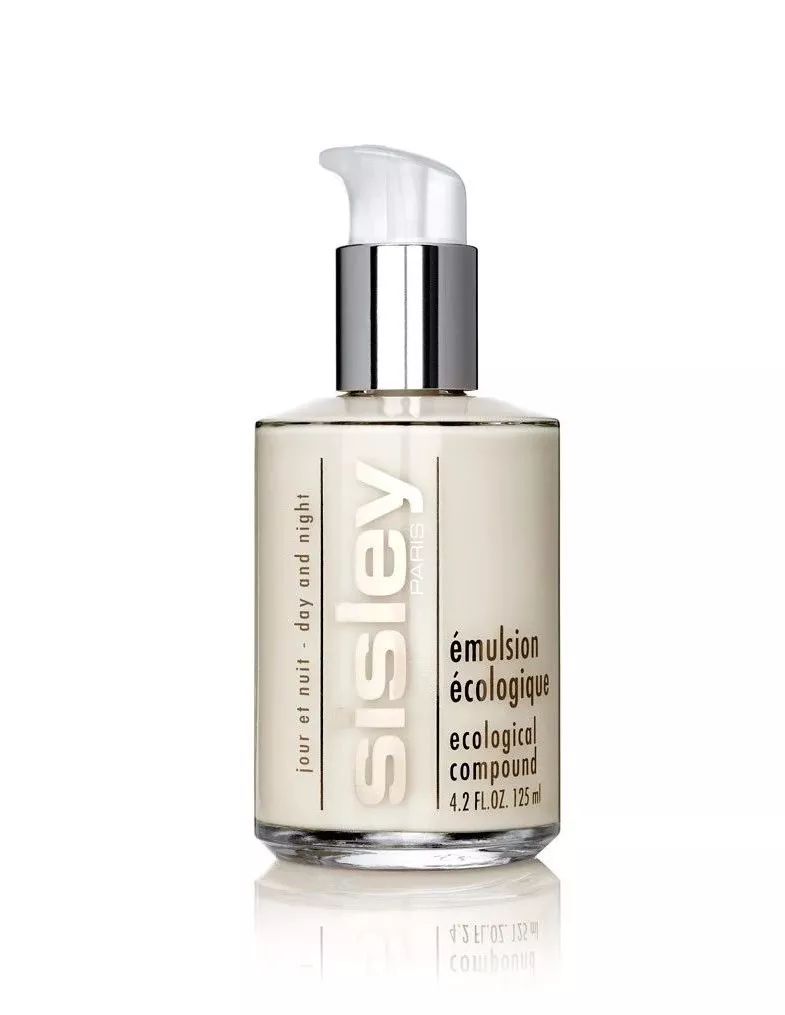 jour et nuit - day and night
sisley
PARIS
émulsion
écologique
ecological
compound
4.2 FL.OZ. 125 ml